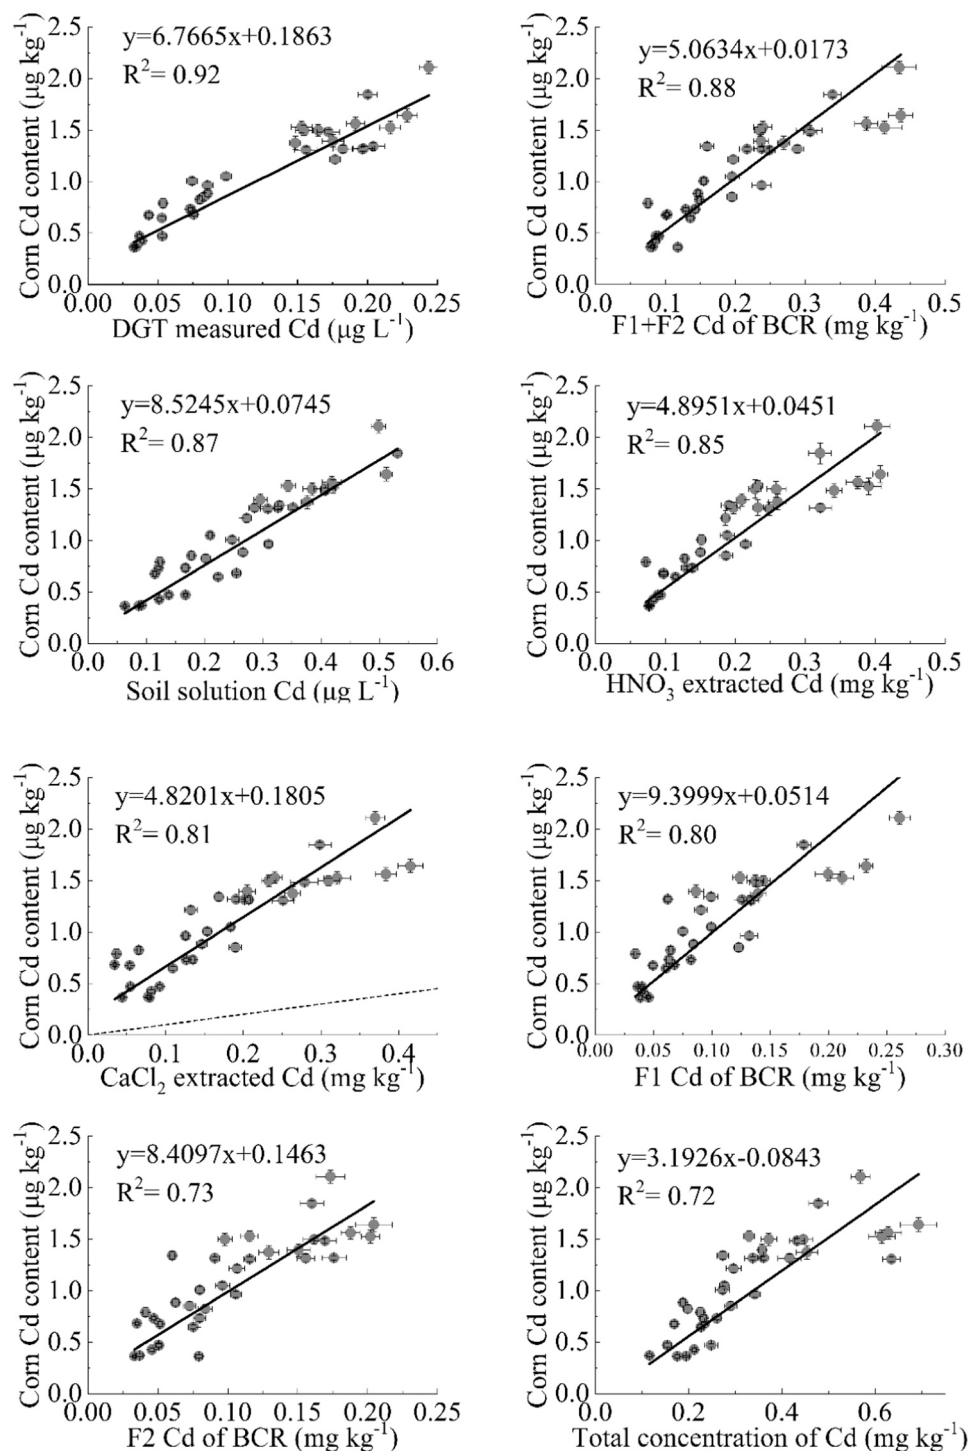 y=6.7665x+0.1863
R²= 0.92
Corn Cd content (μg kg⁻¹)
2.5
2.0
1.5
1.0
0.5
0.0
0.00 0.05 0.10 0.15 0.20 0.25
DGT measured Cd (μg L⁻¹)
y=5.0634x+0.0173
R²= 0.88
Corn Cd content (μg kg⁻¹)
2.5
2.0
1.5
1.0
0.5
0.0
0.0 0.1 0.2 0.3 0.4 0.5
F1+F2 Cd of BCR (mg kg⁻¹)
y=8.5245x+0.0745
R²= 0.87
Corn Cd content (μg kg⁻¹)
2.5
2.0
1.5
1.0
0.5
0.0
0.0 0.1 0.2 0.3 0.4 0.5 0.6
Soil solution Cd (μg L⁻¹)
y=4.8951x+0.0451
R²= 0.85
Corn Cd content (μg kg⁻¹)
2.5
2.0
1.5
1.0
0.5
0.0
0.0 0.1 0.2 0.3 0.4 0.5
HNO₃ extracted Cd (mg kg⁻¹)
y=4.8201x+0.1805
R²= 0.81
Corn Cd content (μg kg⁻¹)
2.5
2.0
1.5
1.0
0.5
0.0
0.0 0.1 0.2 0.3 0.4
CaCl₂ extracted Cd (mg kg⁻¹)
y=9.3999x+0.0514
R²= 0.80
Corn Cd content (μg kg⁻¹)
2.5
2.0
1.5
1.0
0.5
0.0
0.00 0.05 0.10 0.15 0.20 0.25 0.30
F1 Cd of BCR (mg kg⁻¹)
y=8.4097x+0.1463
R²= 0.73
Corn Cd content (μg kg⁻¹)
2.5
2.0
1.5
1.0
0.5
0.0
0.00 0.05 0.10 0.15 0.20 0.25
F2 Cd of BCR (mg kg⁻¹)
y=3.1926x-0.0843
R²= 0.72
Corn Cd content (μg kg⁻¹)
2.5
2.0
1.5
1.0
0.5
0.0
0.0 0.2 0.4 0.6
Total concentration of Cd (mg kg⁻¹)